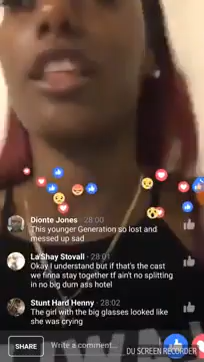 Dionte Jones · 28:00
This younger Generation so lost and
messed up sad
La'Shay Stovall · 28:01
Okay I understand but if that's the cast
we finna stay together tf ain't no splitting
in no big dum ass hotel
Stunt Hard Henny · 28:02
The girl with the big glasses looked like
she was crying
SHARE
Write a comment...
DU SCREEN RECORDER